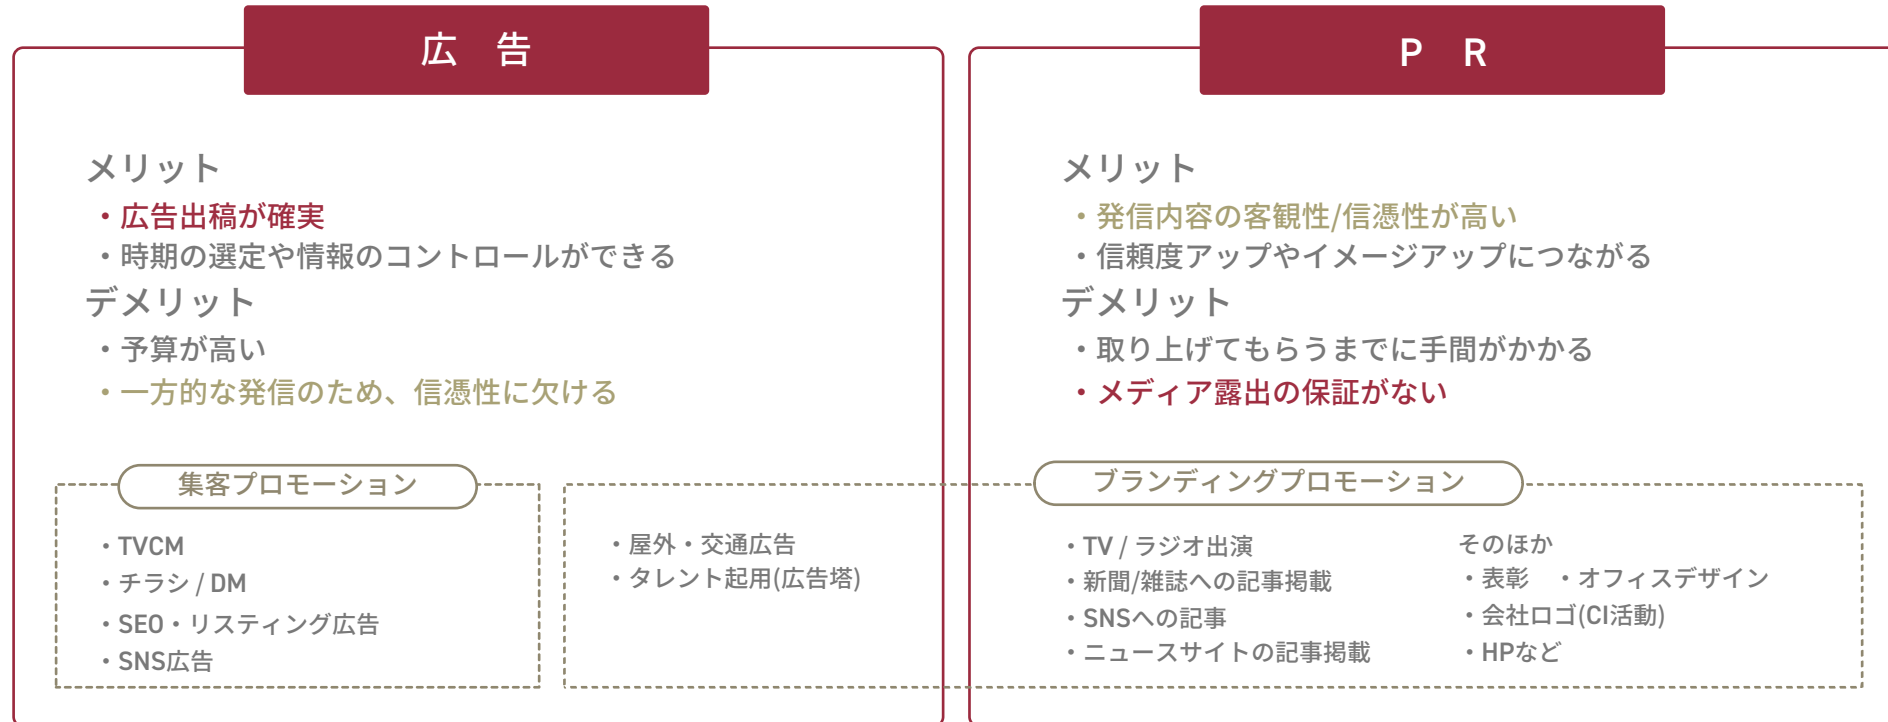 広 告
メリット
・広告出稿が確実
・時期の選定や情報のコントロールができる
デメリット
・予算が高い
・一方的な発信のため、信憑性に欠ける
P R
メリット
・発信内容の客観性/信憑性が高い
・信頼度アップやイメージアップにつながる
デメリット
・取り上げてもらうまでに手間がかかる
・メディア露出の保証がない
集客プロモーション
・TVCM
・チラシ / DM
・SEO・リスティング広告
・SNS広告
ブランディングプロモーション
・屋外・交通広告
・タレント起用(広告塔)
・TV / ラジオ出演
・新聞/雑誌への記事掲載
・SNSへの記事
・ニュースサイトの記事掲載
そのほか
・表彰 ・オフィスデザイン
・会社ロゴ(CI活動)
・HPなど